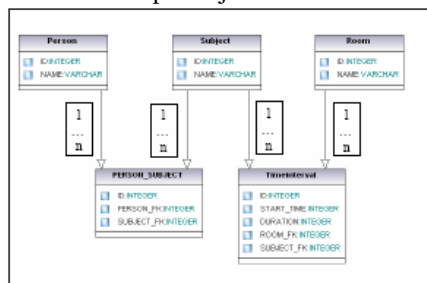 Person
ID:INTEGER
NAME:VARCHAR
Subject
ID:INTEGER
NAME:VARCHAR
Room
ID:INTEGER
NAME:VARCHAR
1
...
n
1
...
n
1
...
n
1
...
n
PERSON_SUBJECT
ID:INTEGER
PERSON_FK:INTEGER
SUBJECT_FK:INTEGER
Timeinterval
ID:INTEGER
START_TIME:INTEGER
DURATION:INTEGER
ROOM_FK:INTEGER
SUBJECT_FK:INTEGER